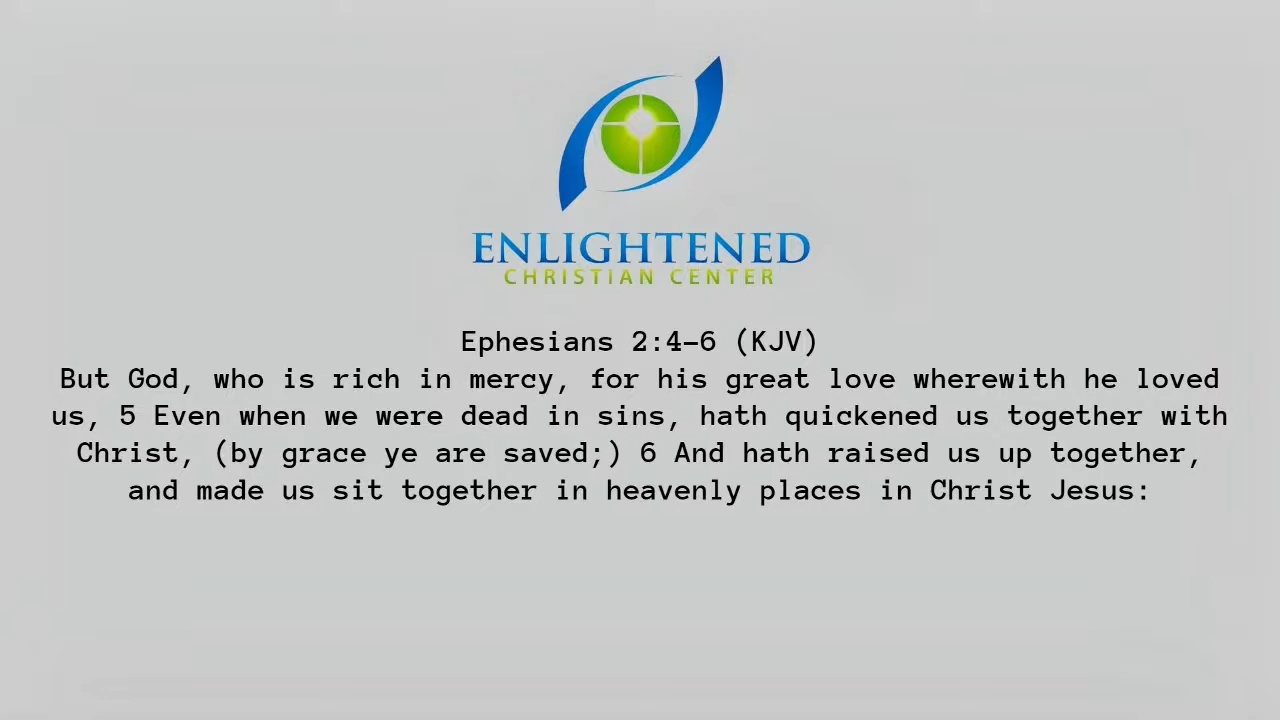 ENLIGHTENED
CHRISTIAN CENTER
Ephesians 2:4-6 (KJV)
But God, who is rich in mercy, for his great love wherewith he loved
us, 5 Even when we were dead in sins, hath quickened us together with
Christ, (by grace ye are saved;) 6 And hath raised us up together,
and made us sit together in heavenly places in Christ Jesus: